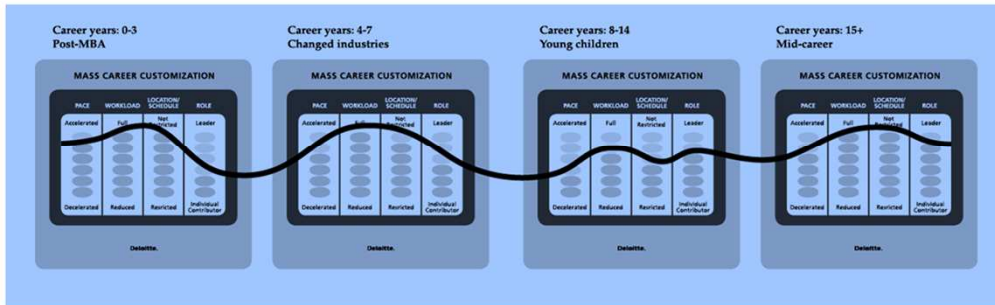 Career years: 0-3
Post-MBA
MASS CAREER CUSTOMIZATION
PACE WORKLOAD LOCATION/ SCHEDULE ROLE
Accelerated Full Not Restricted Leader
Decelerated Reduced Resricted Individual Contributor
Deloitte.
Career years: 4-7
Changed industries
MASS CAREER CUSTOMIZATION
PACE WORKLOAD LOCATION/ SCHEDULE ROLE
Accelerated Full Not Restricted Leader
Decelerated Reduced Resricted Individual Contributor
Deloitte.
Career years: 8-14
Young children
MASS CAREER CUSTOMIZATION
PACE WORKLOAD LOCATION/ SCHEDULE ROLE
Accelerated Full Not Restricted Leader
Decelerated Reduced Resricted Individual Contributor
Deloitte.
Career years: 15+
Mid-career
MASS CAREER CUSTOMIZATION
PACE WORKLOAD LOCATION/ SCHEDULE ROLE
Accelerated Full Not Restricted Leader
Decelerated Reduced Resricted Individual Contributor
Deloitte.